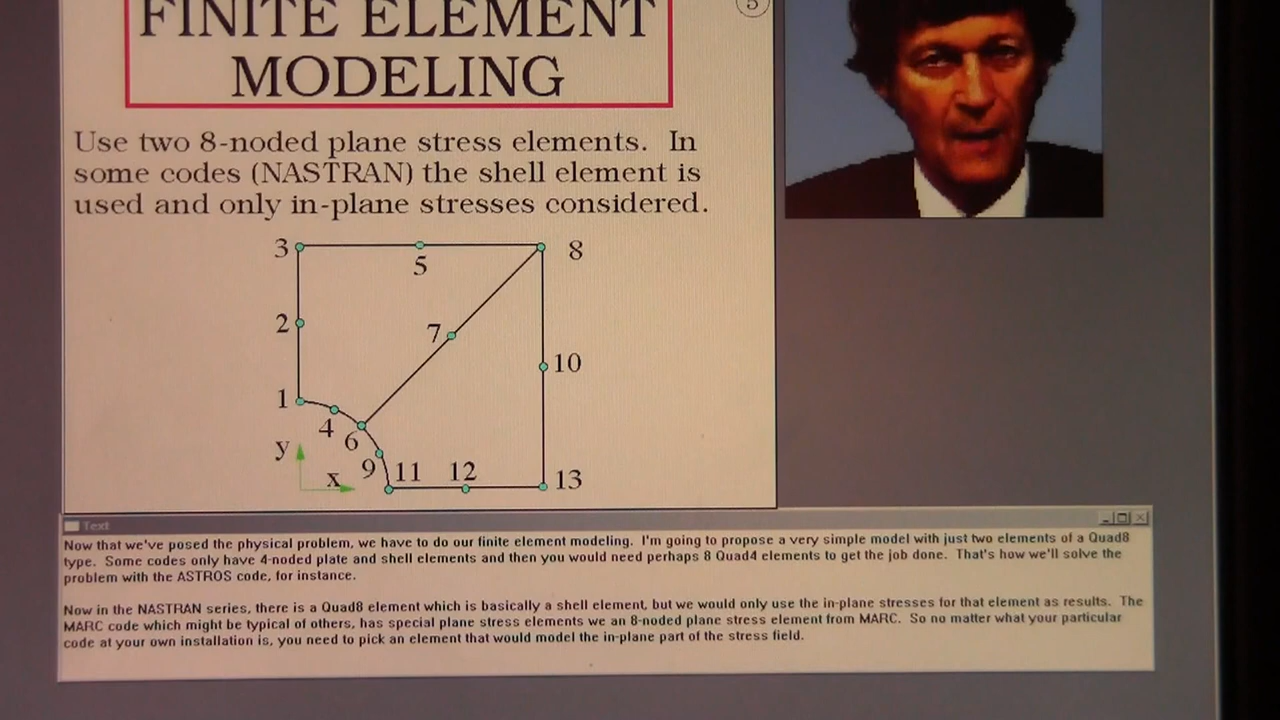 5
FINITE ELEMENT
MODELING
Use two 8-noded plane stress elements. In
some codes (NASTRAN) the shell element is
used and only in-plane stresses considered.
3
5
8
2
7
10
1
4
6
y
9
11
12
13
x
Text
Now that we've posed the physical problem, we have to do our finite element modeling. I'm going to propose a very simple model with just two elements of a Quad8
type. Some codes only have 4-noded plate and shell elements and then you would need perhaps 8 Quad4 elements to get the job done. That's how we'll solve the
problem with the ASTROS code, for instance.
Now in the NASTRAN series, there is a Quad8 element which is basically a shell element, but we would only use the in-plane stresses for that element as results. The
MARC code which might be typical of others, has special plane stress elements we an 8-noded plane stress element from MARC. So no matter what your particular
code at your own installation is, you need to pick an element that would model the in-plane part of the stress field.